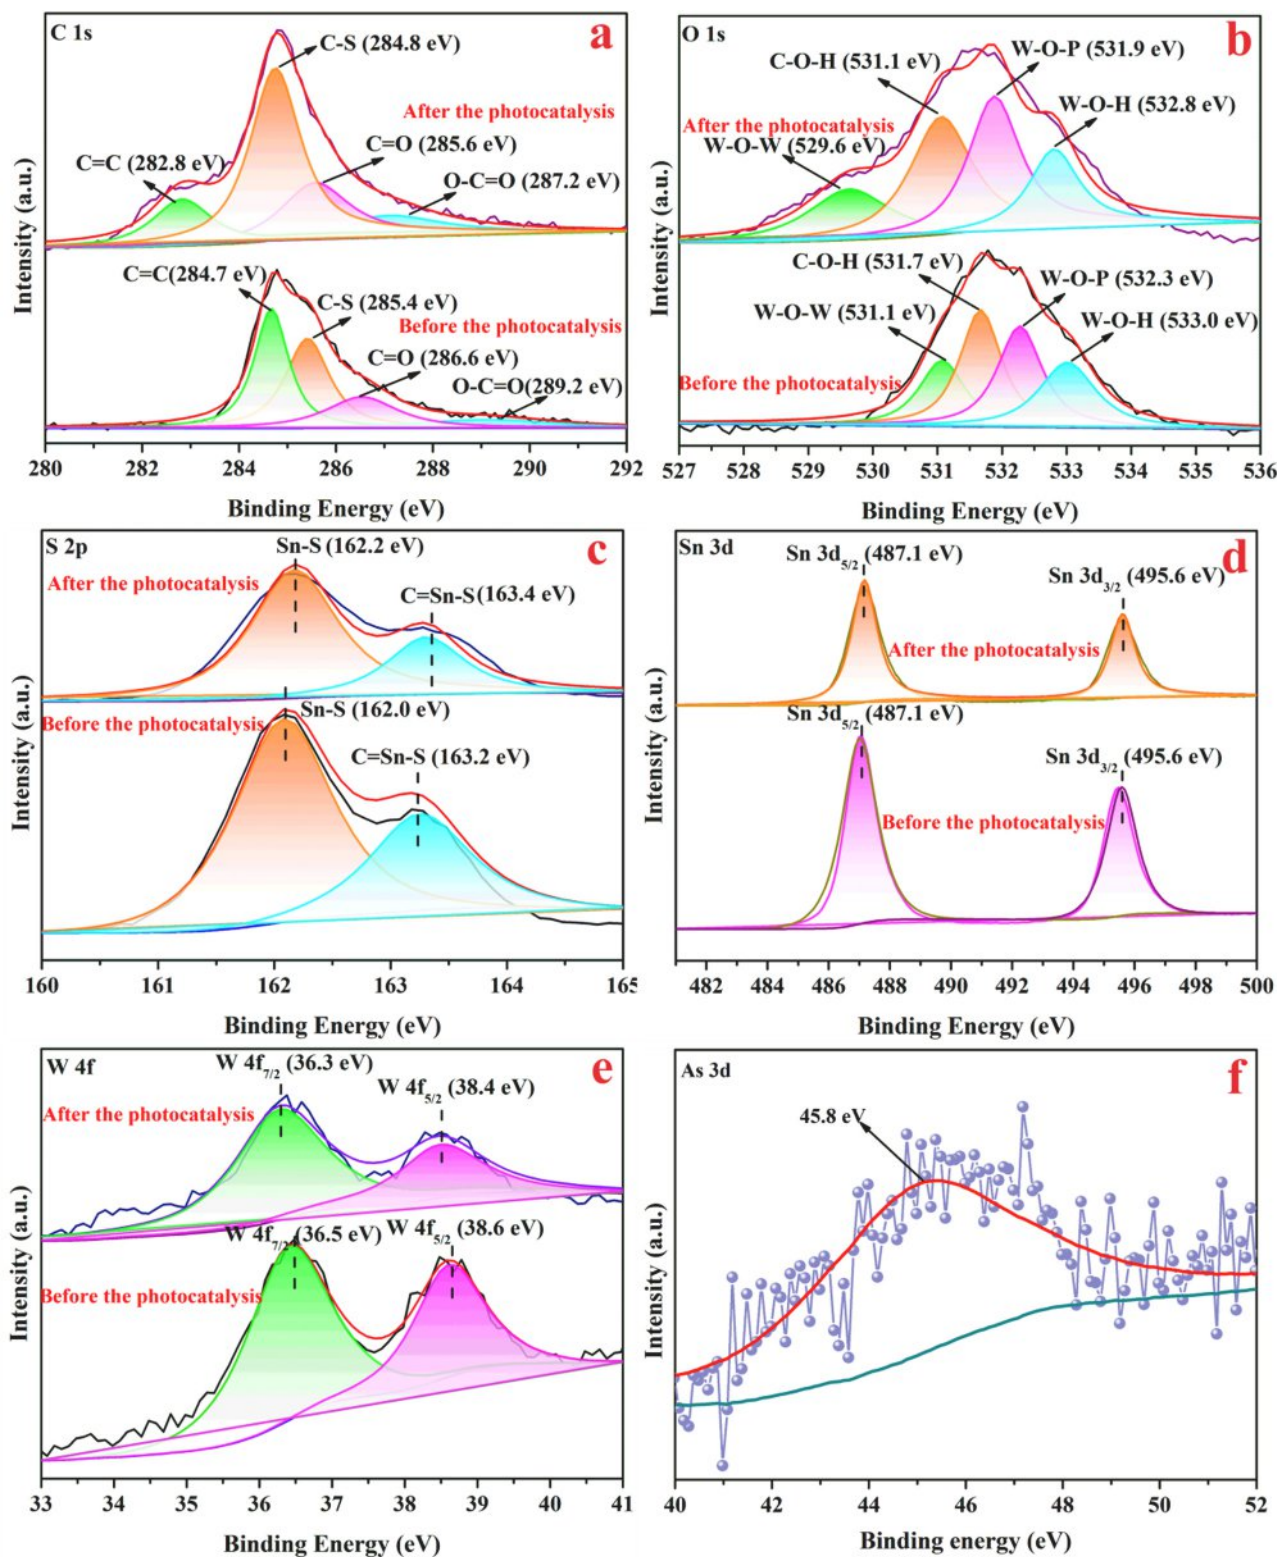 C 1s
a
C-S (284.8 eV)
After the photocatalysis
C=O (285.6 eV)
C=C (282.8 eV)
O-C=O (287.2 eV)
C=C(284.7 eV)
C-S (285.4 eV)
Before the photocatalysis
C=O (286.6 eV)
O-C=O(289.2 eV)
Intensity (a.u.)
280 282 284 286 288 290 292
Binding Energy (eV)
O 1s
b
W-O-P (531.9 eV)
C-O-H (531.1 eV)
W-O-H (532.8 eV)
After the photocatalysis
W-O-W (529.6 eV)
C-O-H (531.7 eV)
W-O-P (532.3 eV)
W-O-W (531.1 eV)
W-O-H (533.0 eV)
Before the photocatalysis
Intensity (a.u.)
527 528 529 530 531 532 533 534 535 536
Binding Energy (eV)
S 2p
c
Sn-S (162.2 eV)
After the photocatalysis
C=Sn-S (163.4 eV)
Sn-S (162.0 eV)
Before the photocatalysis
C=Sn-S (163.2 eV)
Intensity (a.u.)
160 161 162 163 164 165
Binding Energy (eV)
Sn 3d
d
Sn 3d5/2 (487.1 eV)
Sn 3d3/2 (495.6 eV)
After the photocatalysis
Sn 3d5/2 (487.1 eV)
Sn 3d3/2 (495.6 eV)
Before the photocatalysis
Intensity (a.u.)
482 484 486 488 490 492 494 496 498 500
Binding Energy (eV)
W 4f
e
W 4f7/2 (36.3 eV)
W 4f5/2 (38.4 eV)
After the photocatalysis
W 4f7/2 (36.5 eV)
W 4f5/2 (38.6 eV)
Before the photocatalysis
Intensity (a.u.)
33 34 35 36 37 38 39 40 41
Binding Energy (eV)
As 3d
f
45.8 eV
Intensity (a.u.)
40 42 44 46 48 50 52
Binding energy (eV)